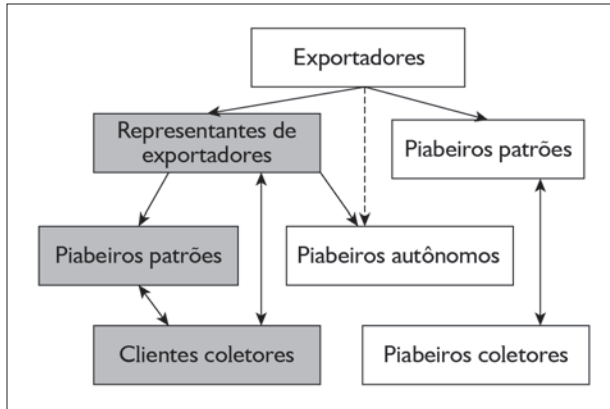 Exportadores
Representantes de
exportadores
Piabeiros patrões
Piabeiros patrões
Piabeiros autônomos
Clientes coletores
Piabeiros coletores